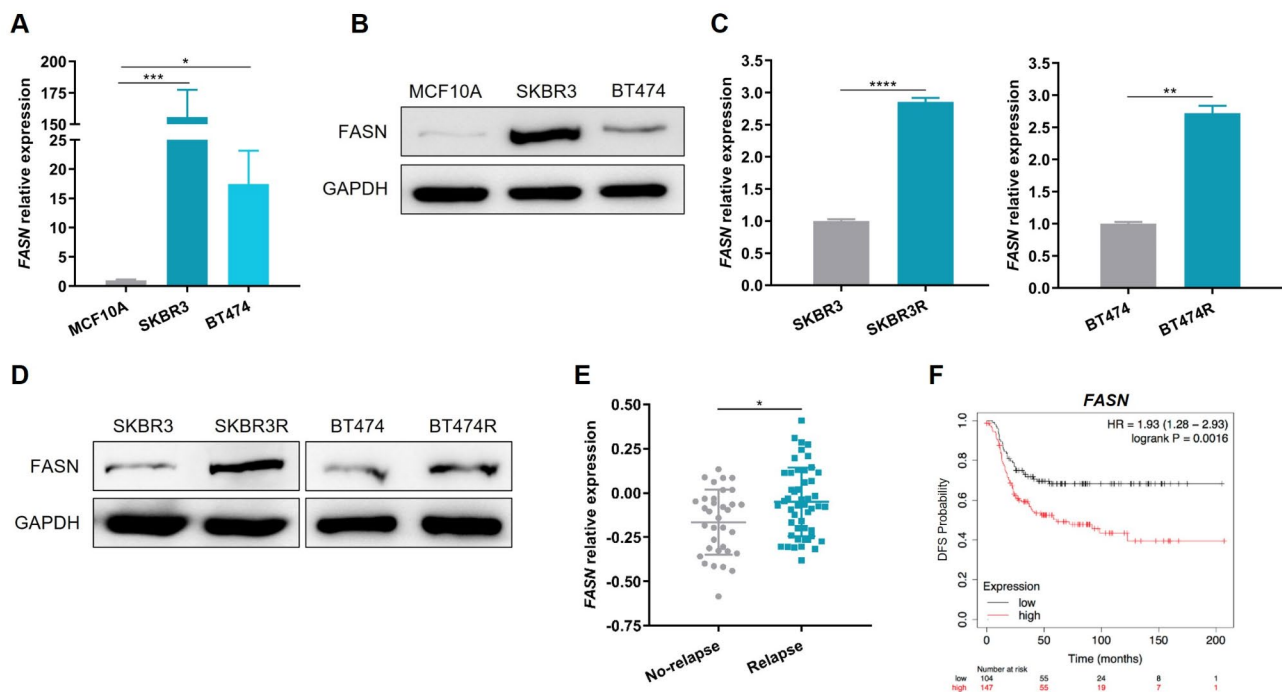 A
FASN relative expression
200
175
150
25
20
15
10
5
0
***
*
MCF10A
SKBR3
BT474
B
MCF10A SKBR3 BT474
FASN
GAPDH
C
FASN relative expression
3.5
3.0
2.5
2.0
1.5
1.0
0.5
0.0
****
SKBR3
SKBR3R
FASN relative expression
3.5
3.0
2.5
2.0
1.5
1.0
0.5
0.0
**
BT474
BT474R
D
SKBR3 SKBR3R BT474 BT474R
FASN
GAPDH
E
FASN relative expression
0.50
0.25
0.00
-0.25
-0.50
-0.75
*
No-relapse
Relapse
F
FASN
HR = 1.93 (1.28 – 2.93)
logrank P = 0.0016
DFS Probability
1.0
0.8
0.6
0.4
0.2
0.0
Expression
low
high
0 50 100 150 200
Time (months)
Number at risk
low 104 55 24 8 1
high 147 55 19 7 1